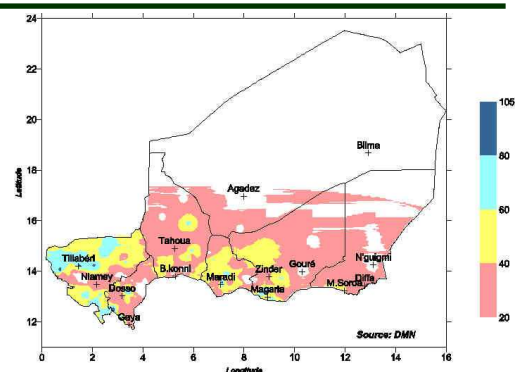 24
22
20
18
16
14
12
Latitude
0 2 4 6 8 10 12 14 16
Longitude
Bilma
Agadez
Tahoua
Tillabéri
Niamey
Dosso
Gaya
B.konni
Maradi
Zinder
Magaria
Gouré
N'guigmi
Diffa
M.Soroa
Source: DMN
105
80
60
40
20